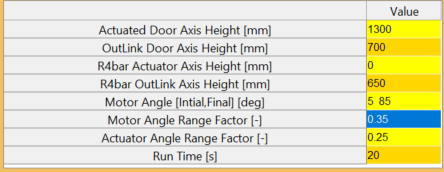 Value
Actuated Door Axis Height [mm] 1300
OutLink Door Axis Height [mm] 700
R4bar Actuator Axis Height [mm] 0
R4bar OutLink Axis Height [mm] 650
Motor Angle [Intial,Final] [deg] 5 85
Motor Angle Range Factor [-] 0.35
Actuator Angle Range Factor [-] 0.25
Run Time [s] 20